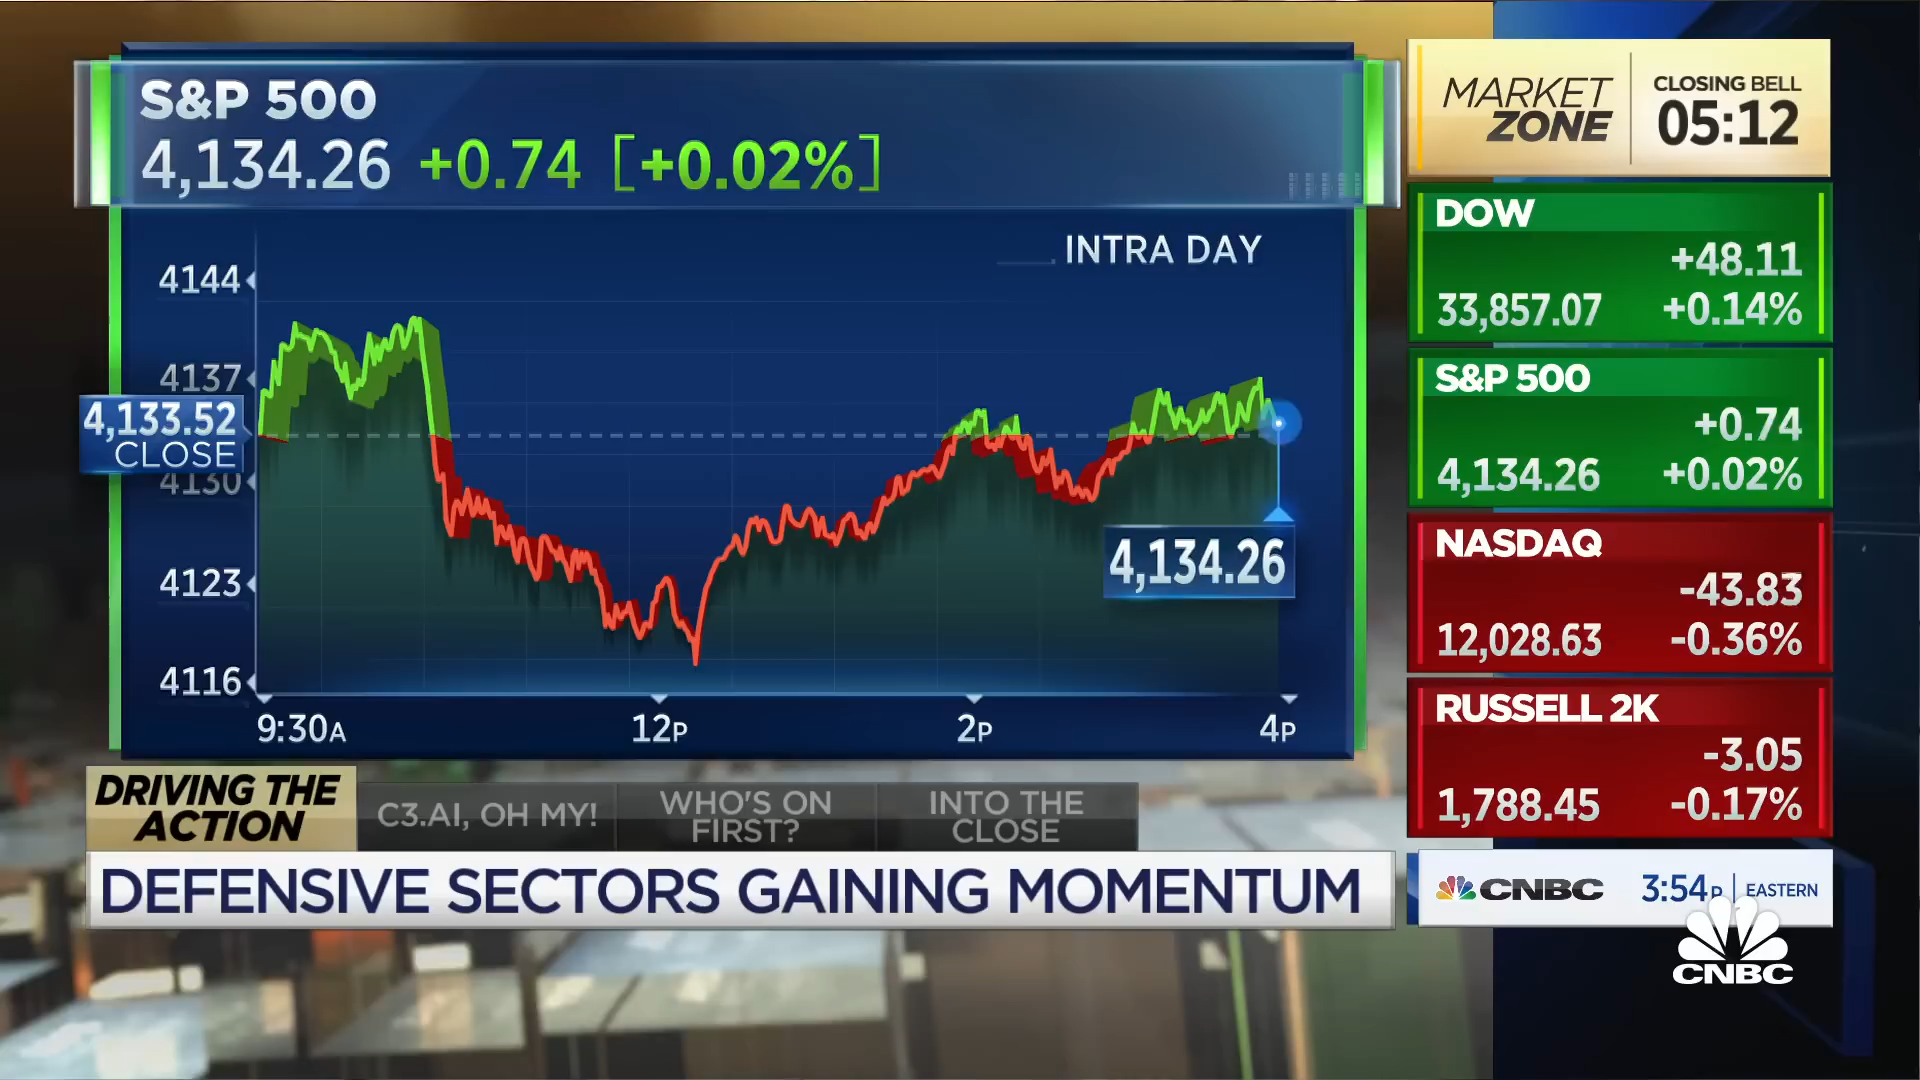 S&P 500
4,134.26 +0.74 [+0.02%]
INTRA DAY
4144
4137
4,133.52
CLOSE
4130
4123
4116
4,134.26
9:30A 12P 2P 4P
DRIVING THE
ACTION
C3.AI, OH MY!
WHO'S ON
FIRST?
INTO THE
CLOSE
DEFENSIVE SECTORS GAINING MOMENTUM
MARKET
ZONE
CLOSING BELL
05:12
DOW
+48.11
33,857.07 +0.14%
S&P 500
+0.74
4,134.26 +0.02%
NASDAQ
-43.83
12,028.63 -0.36%
RUSSELL 2K
-3.05
1,788.45 -0.17%
CNBC 3:54P EASTERN
CNBC